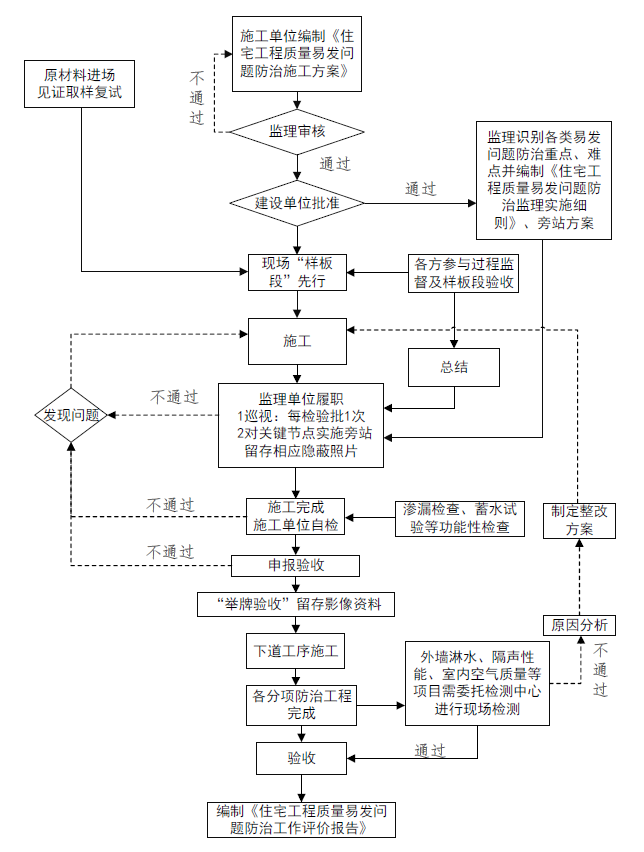 施工单位编制《住
宅工程质量易发问
题防治施工方案》
原材料进场
见证取样复试
不通过
监理审核
通过
监理识别各类易发
问题防治重点、难
点并编制《住宅工
程质量易发问题防
治监理实施细
则》、旁站方案
建设单位批准
通过
现场“样板
段”先行
各方参与过程监
督及样板段验收
施工
总结
不通过
发现问题
监理单位履职
1巡视：每检验批1次
2对关键节点实施旁站
留存相应隐蔽照片
不通过
施工完成
施工单位自检
渗漏检查、蓄水试
验等功能性检查
制定整改
方案
不通过
申报验收
“举牌验收”留存影像资料
原因分析
下道工序施工
外墙淋水、隔声性
能、室内空气质量等
项目需委托检测中心
进行现场检测
不通过
各分项防治工程
完成
通过
验收
编制《住宅工程质量易发问
题防治工作评价报告》